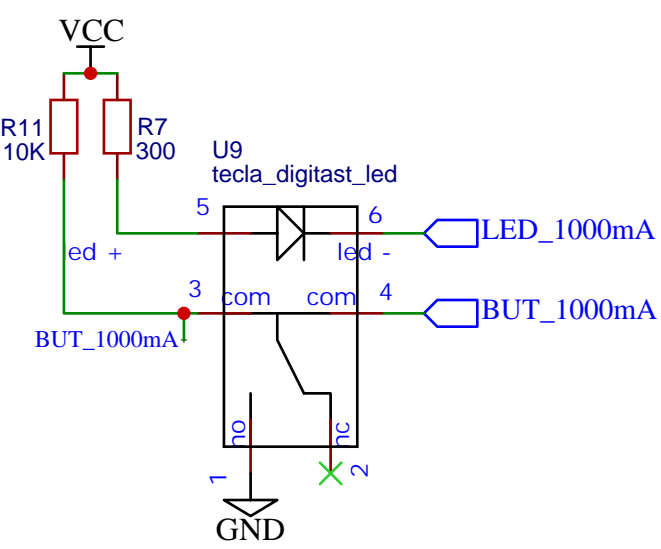 VCC
R11
10K
R7
300
U9
tecla_digitast_led
5
6
LED_1000mA
led +
led -
3
com
com
4
BUT_1000mA
BUT_1000mA
no
nc
1
2
GND